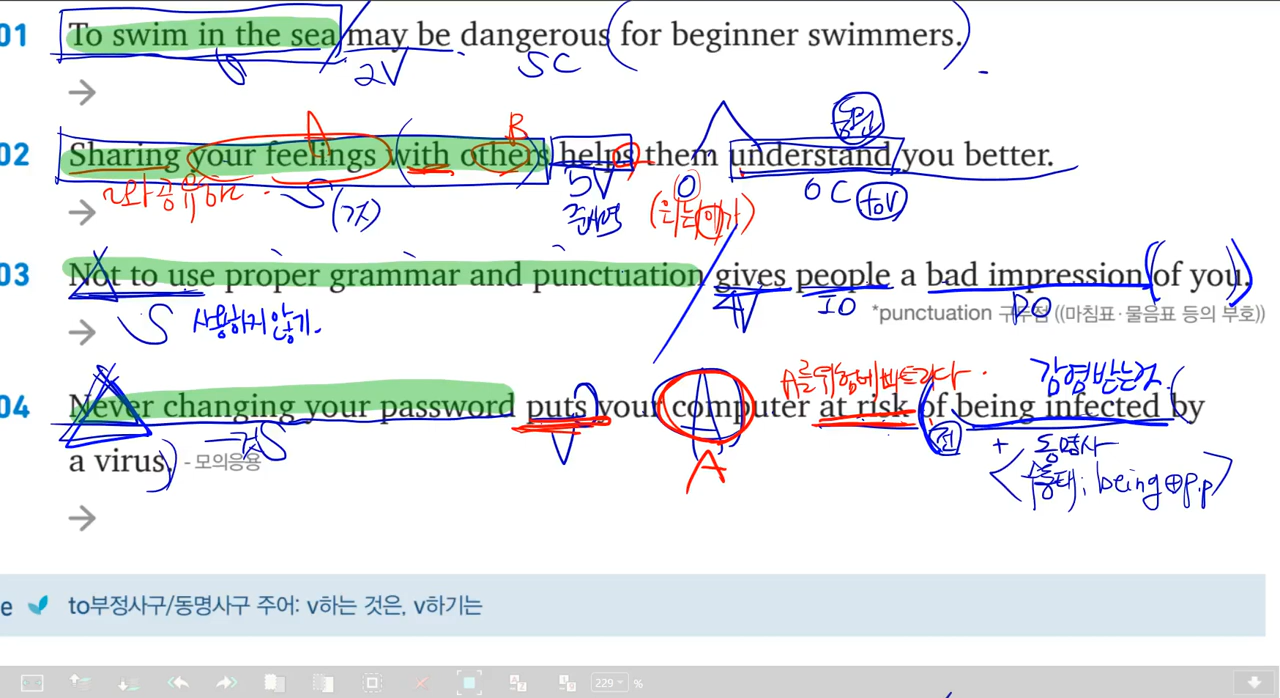 01 To swim in the sea may be dangerous for beginner swimmers.
S 2V SC
→
A B
02 Sharing your feelings with others helps them understand you better.
~와 공유하 S (것) 5V O OC toV
→ 준사역
03 Not to use proper grammar and punctuation gives people a bad impression of you.
S 사용하지 않기. 4V IO DO
→ *punctuation 구두점 ((마침표·물음표 등의 부호))
A를 위험에 빠트리다. 감염받는것
04 Never changing your password puts your computer at risk of being infected by
것 S V A 전 + 동명사
a virus. - 모의응용
수동태; being⊕p.p
→
e to부정사구/동명사구 주어: v하는 것은, v하기는
229 %